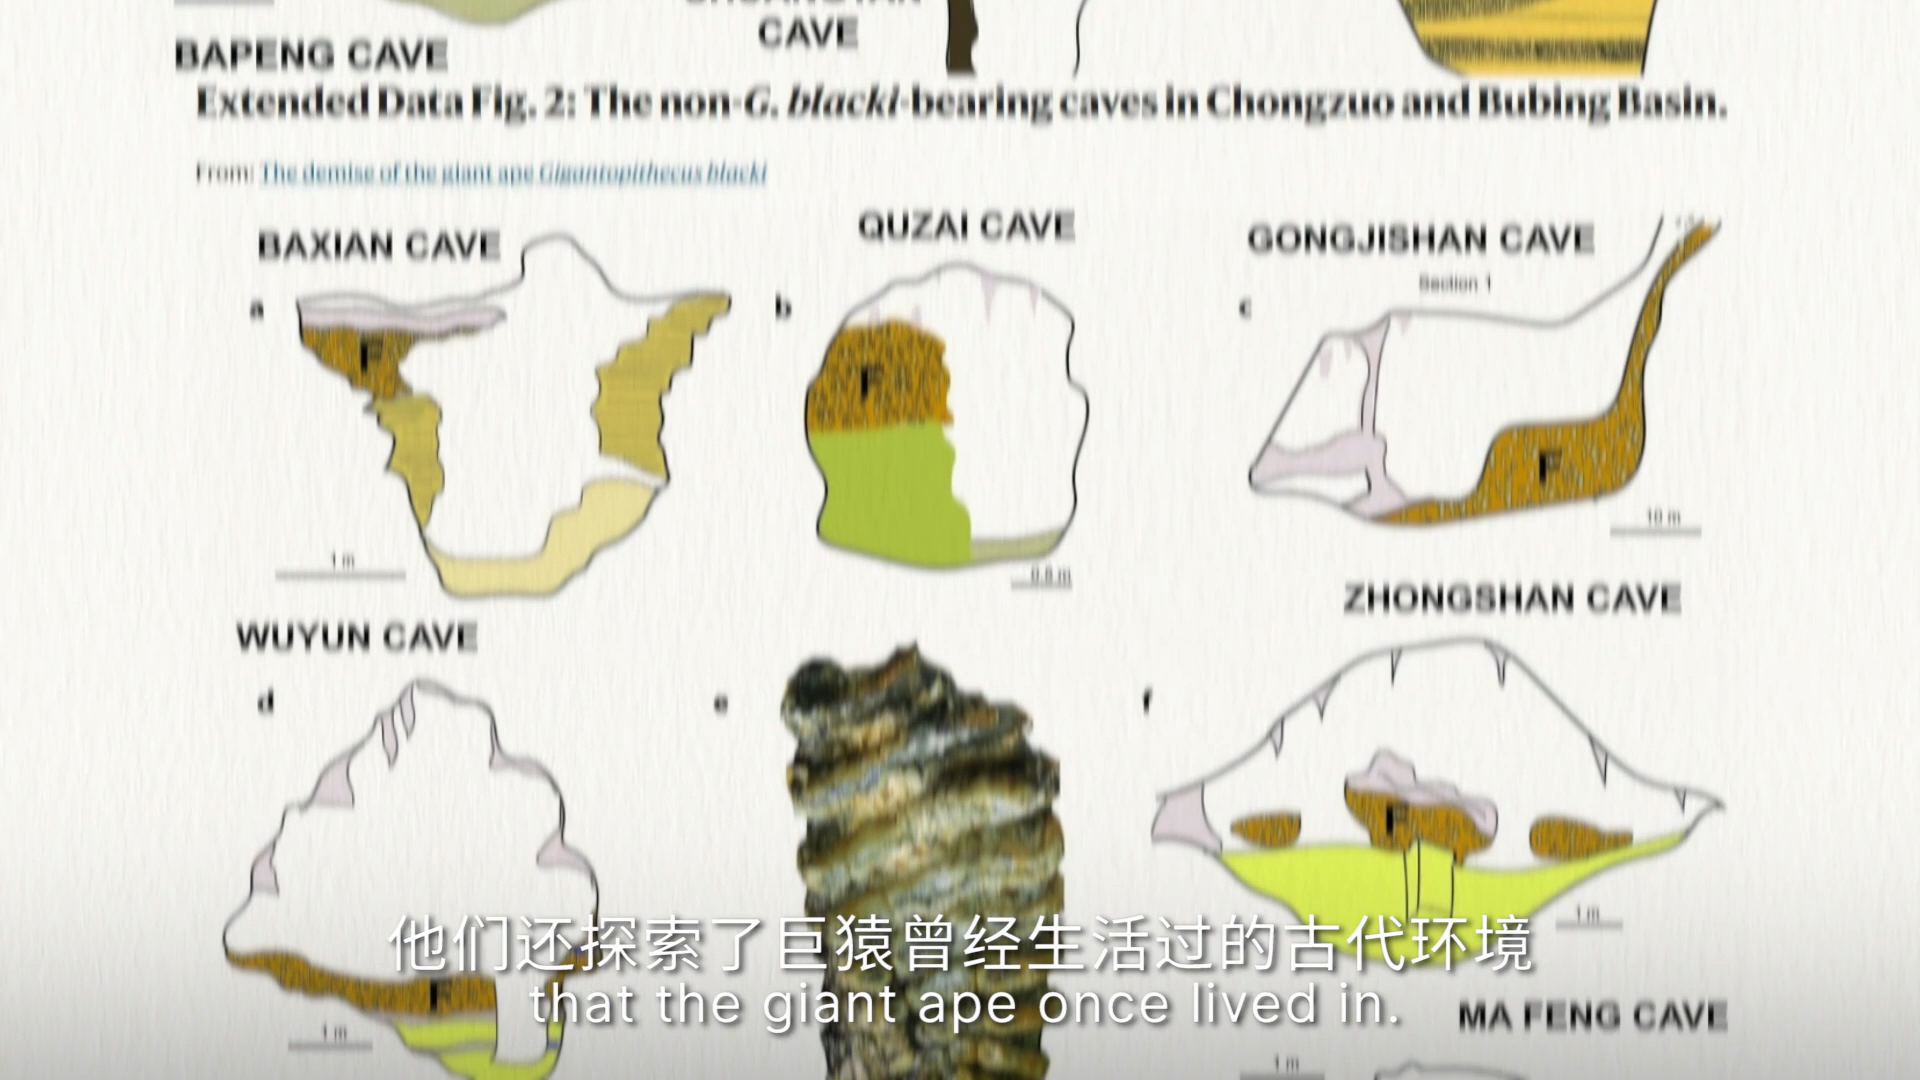 CAVE
BAPENG CAVE
Extended Data Fig. 2: The non-G. blacki-bearing caves in Chongzuo and Bubing Basin.
From: The demise of the giant ape Gigantopithecus blacki
BAXIAN CAVE
QUZAI CAVE
GONGJISHAN CAVE
Section 1
a
b
c
F
F
F
1 m
0.8 m
10 m
WUYUN CAVE
ZHONGSHAN CAVE
d
e
f
F
F
1 m
1 m
他们还探索了巨猿曾经生活过的古代环境
that the giant ape once lived in.
MA FENG CAVE
1 m